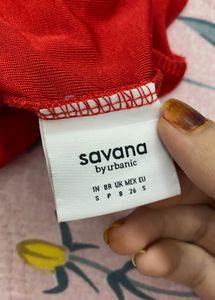 savana
by urbanic
IN BR UK MEX EU
S P 8 26 S